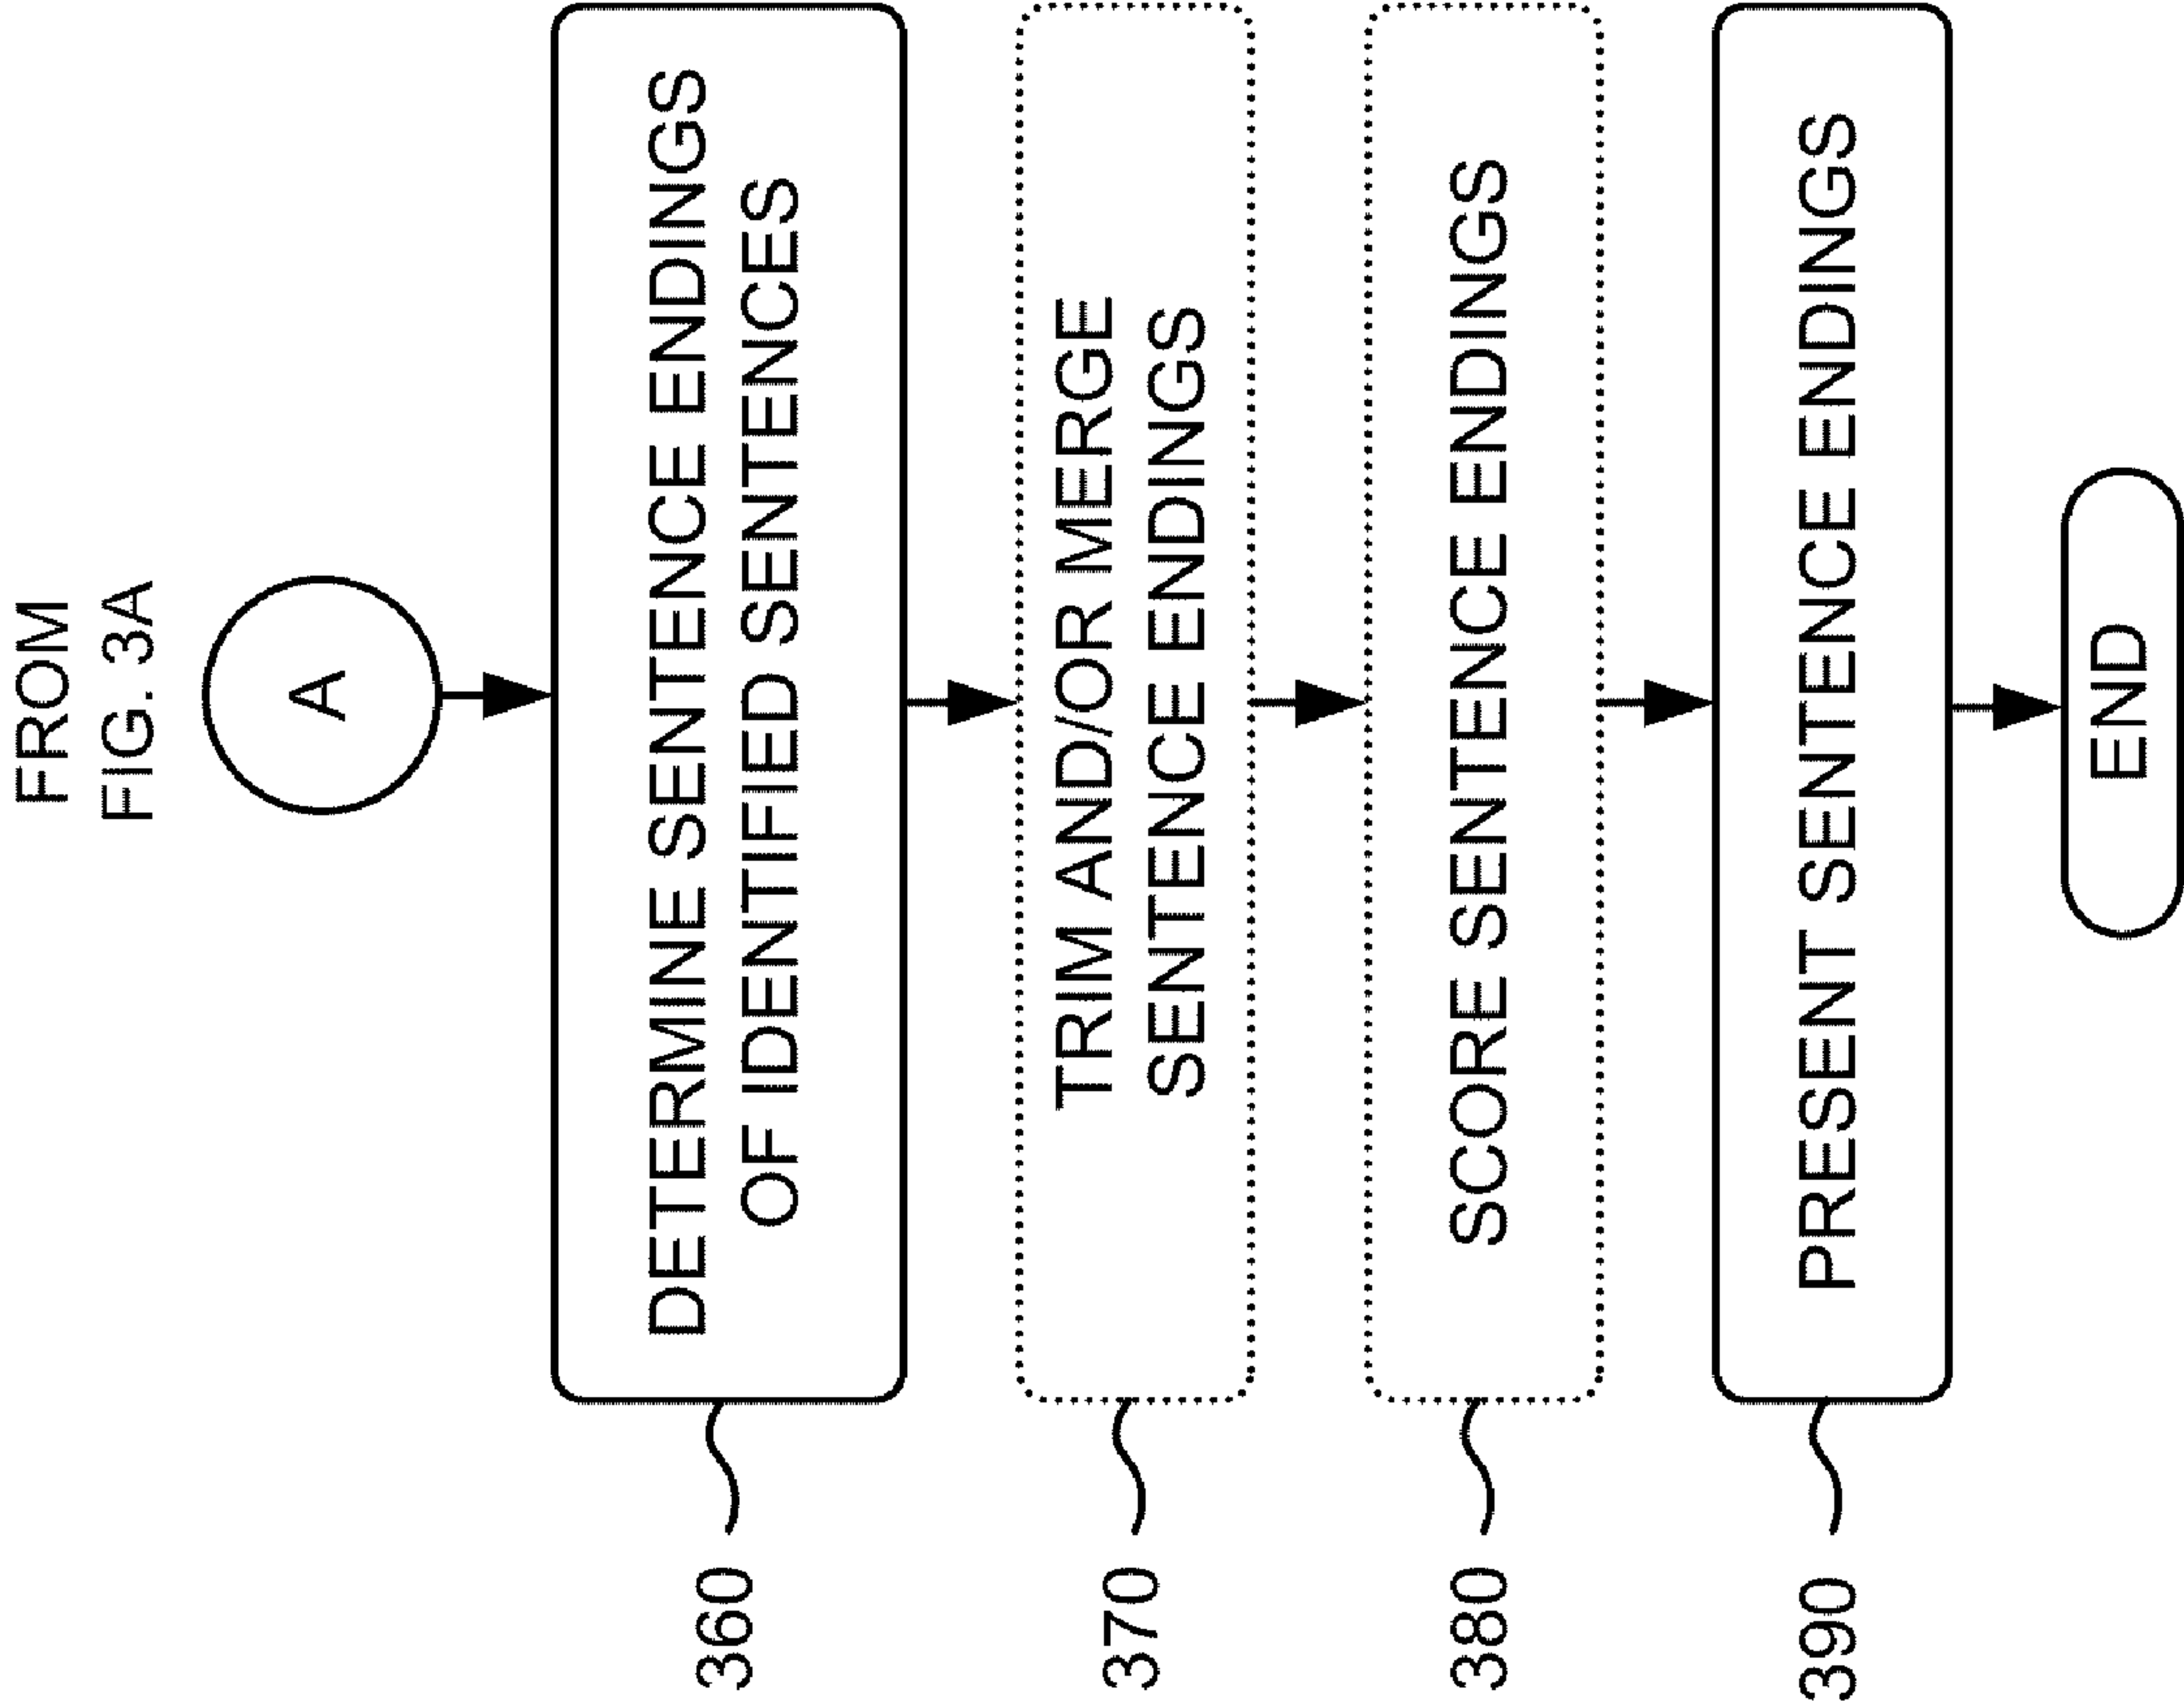 FROM
FIG. 3A
A
360
DETERMINE SENTENCE ENDINGS
OF IDENTIFIED SENTENCES
370
TRIM AND/OR MERGE
SENTENCE ENDINGS
380
SCORE SENTENCE ENDINGS
390
PRESENT SENTENCE ENDINGS
END